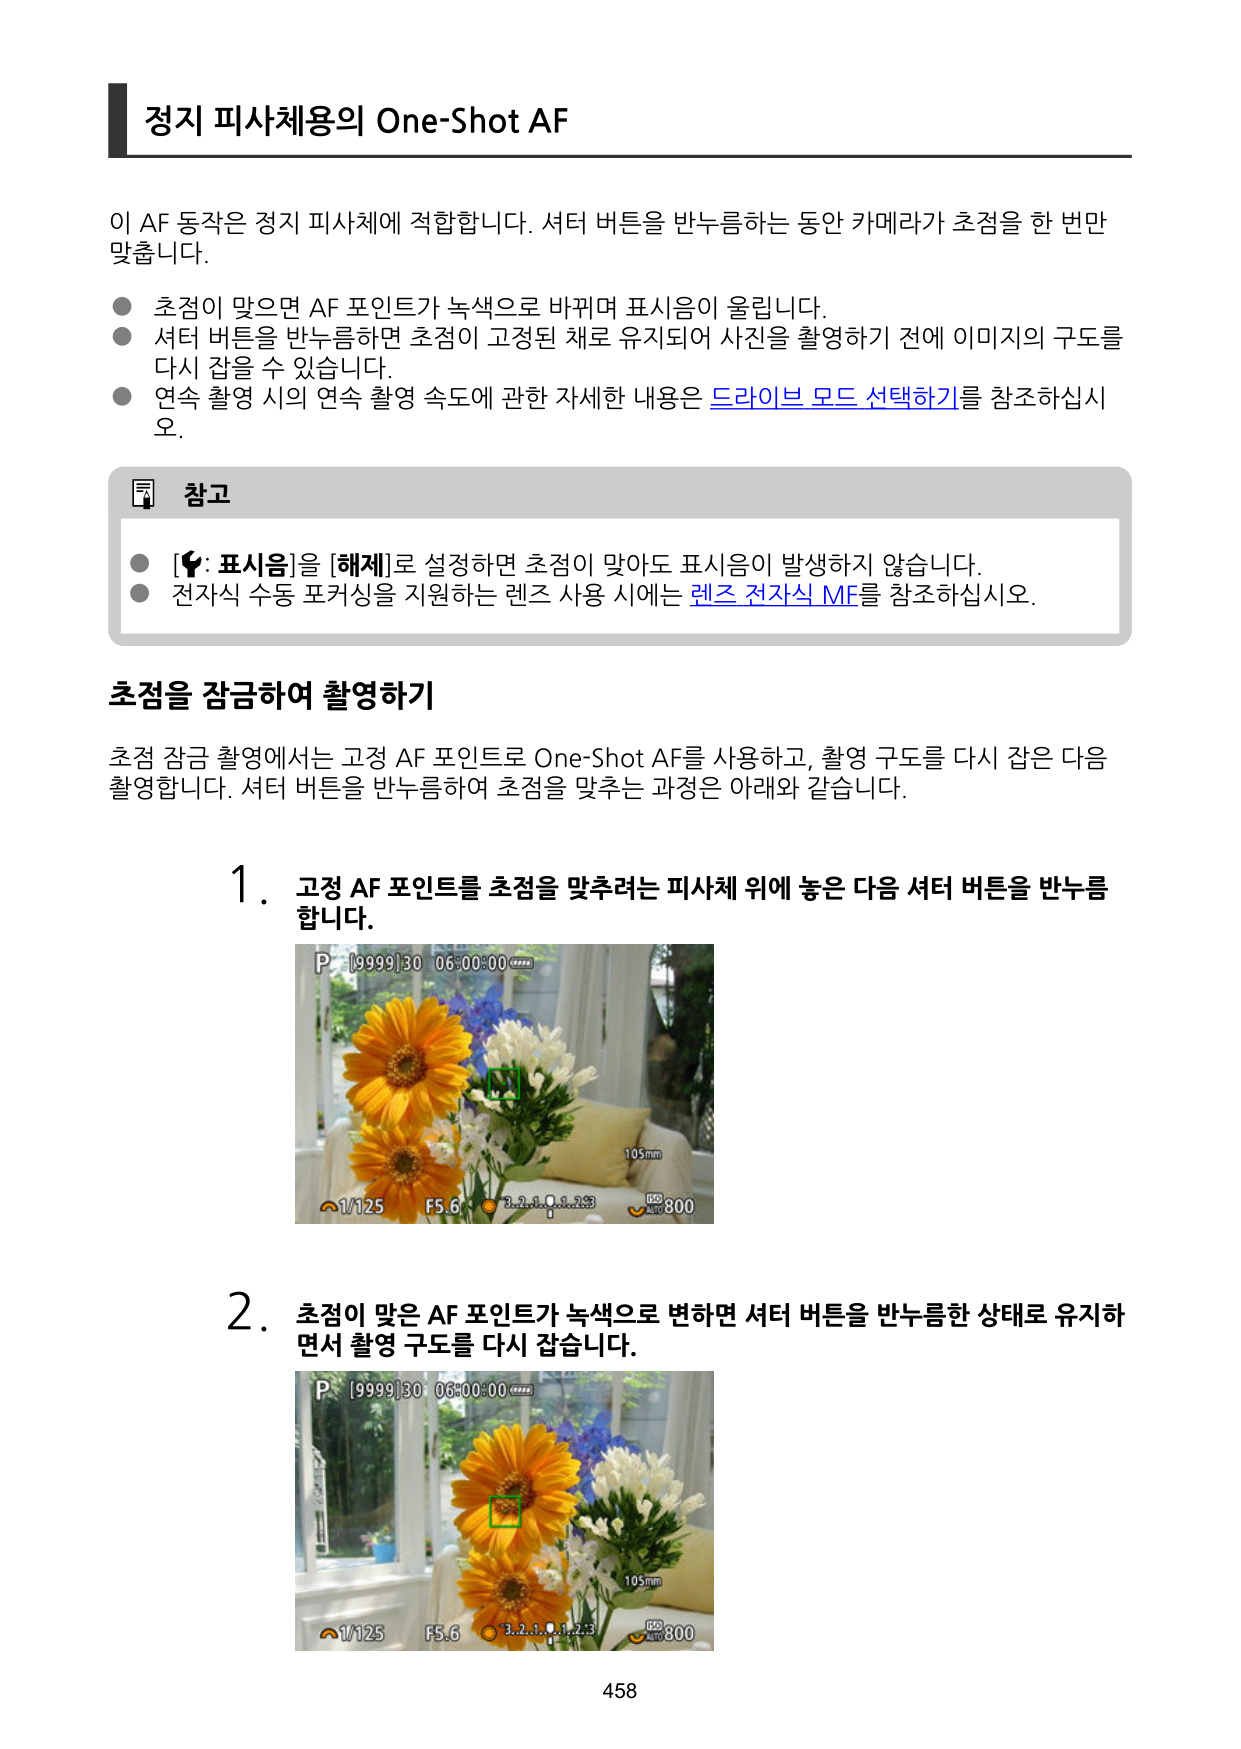 정지 피사체용의 One-Shot AF
이 AF 동작은 정지 피사체에 적합합니다. 셔터 버튼을 반누름하는 동안 카메라가 초점을 한 번만
맞춥니다.
● 초점이 맞으면 AF 포인트가 녹색으로 바뀌며 표시음이 울립니다.
● 셔터 버튼을 반누름하면 초점이 고정된 채로 유지되어 사진을 촬영하기 전에 이미지의 구도를
다시 잡을 수 있습니다.
● 연속 촬영 시의 연속 촬영 속도에 관한 자세한 내용은 드라이브 모드 선택하기를 참조하십시
오.
참고
● [: 표시음]을 [해제]로 설정하면 초점이 맞아도 표시음이 발생하지 않습니다.
● 전자식 수동 포커싱을 지원하는 렌즈 사용 시에는 렌즈 전자식 MF를 참조하십시오.
초점을 잠금하여 촬영하기
초점 잠금 촬영에서는 고정 AF 포인트로 One-Shot AF를 사용하고, 촬영 구도를 다시 잡은 다음
촬영합니다. 셔터 버튼을 반누름하여 초점을 맞추는 과정은 아래와 같습니다.
1. 고정 AF 포인트를 초점을 맞추려는 피사체 위에 놓은 다음 셔터 버튼을 반누름
합니다.
P [9999]30 06:00:00
105mm
1/125 F5.6 3..2..1..0..1..2..3 ISO AUTO 800
2. 초점이 맞은 AF 포인트가 녹색으로 변하면 셔터 버튼을 반누름한 상태로 유지하
면서 촬영 구도를 다시 잡습니다.
P [9999]30 06:00:00
105mm
1/125 F5.6 3..2..1..0..1..2..3 ISO AUTO 800
458